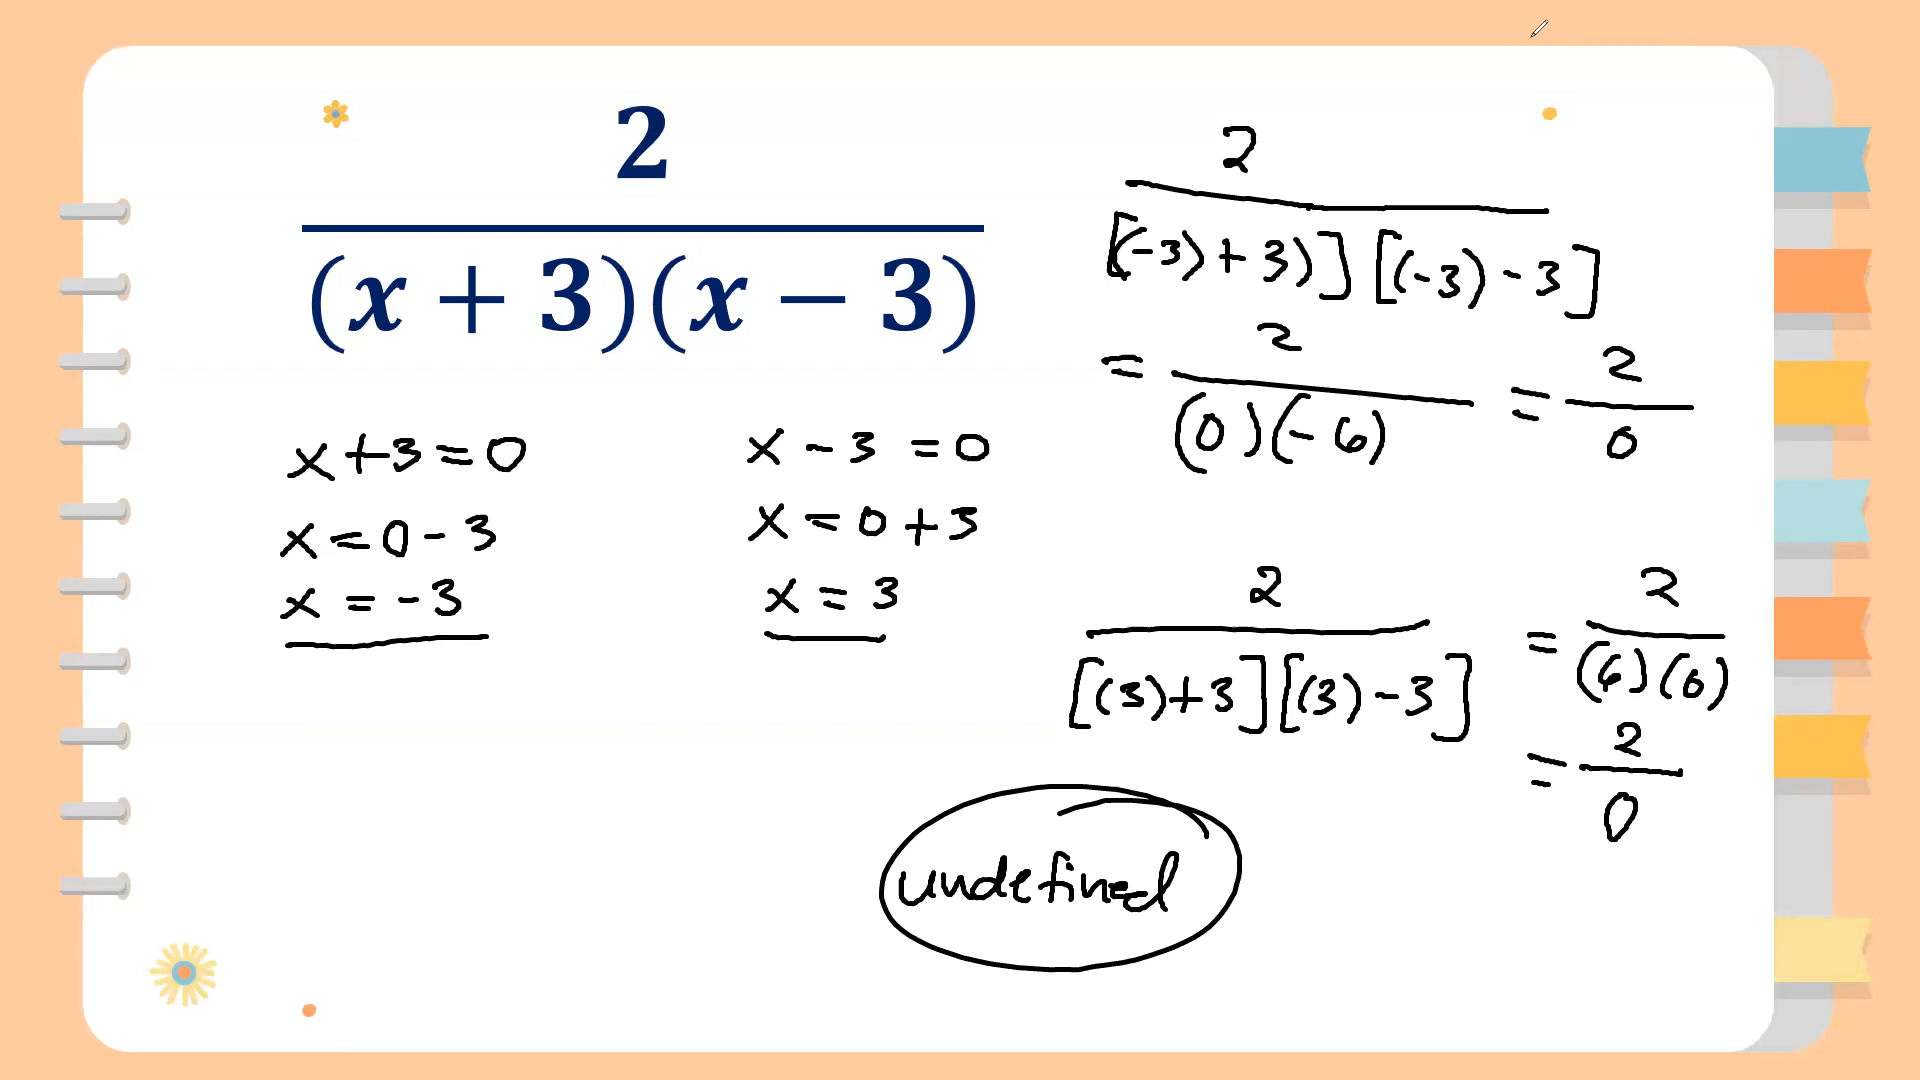 2
(x + 3)(x − 3)
x + 3 = 0
x = 0 - 3
x = -3
x - 3 = 0
x = 0 + 3
x = 3
2
[(-3) + 3)] [(-3) - 3]
= 2 / (0)(-6) = 2 / 0
2 / [(3)+3][(3)-3] = 2 / (6)(0)
= 2 / 0
undefined